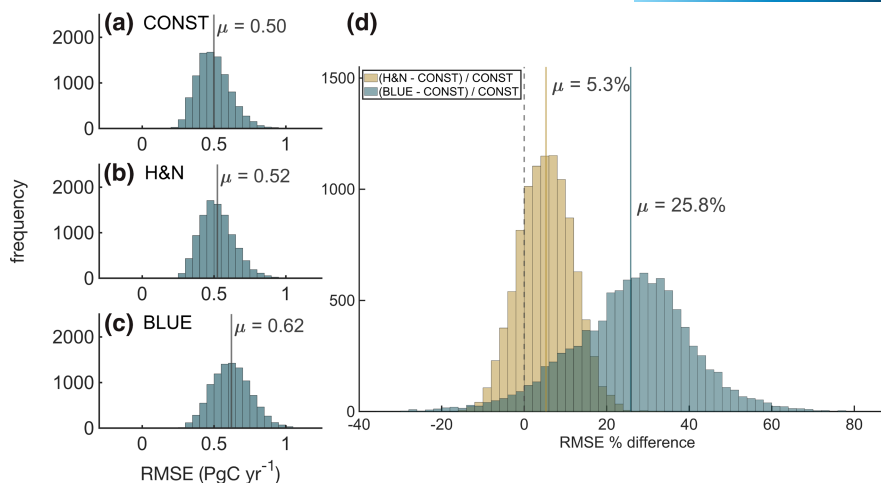 (a) CONST
μ = 0.50
2000
1000
0
0
0.5
1
(b) H&N
μ = 0.52
2000
1000
0
0
0.5
1
(c) BLUE
μ = 0.62
2000
1000
0
0
0.5
1
frequency
RMSE (PgC yr⁻¹)
(d)
(H&N - CONST) / CONST
(BLUE - CONST) / CONST
μ = 5.3%
μ = 25.8%
1500
1000
500
0
-40
-20
0
20
40
60
80
RMSE % difference